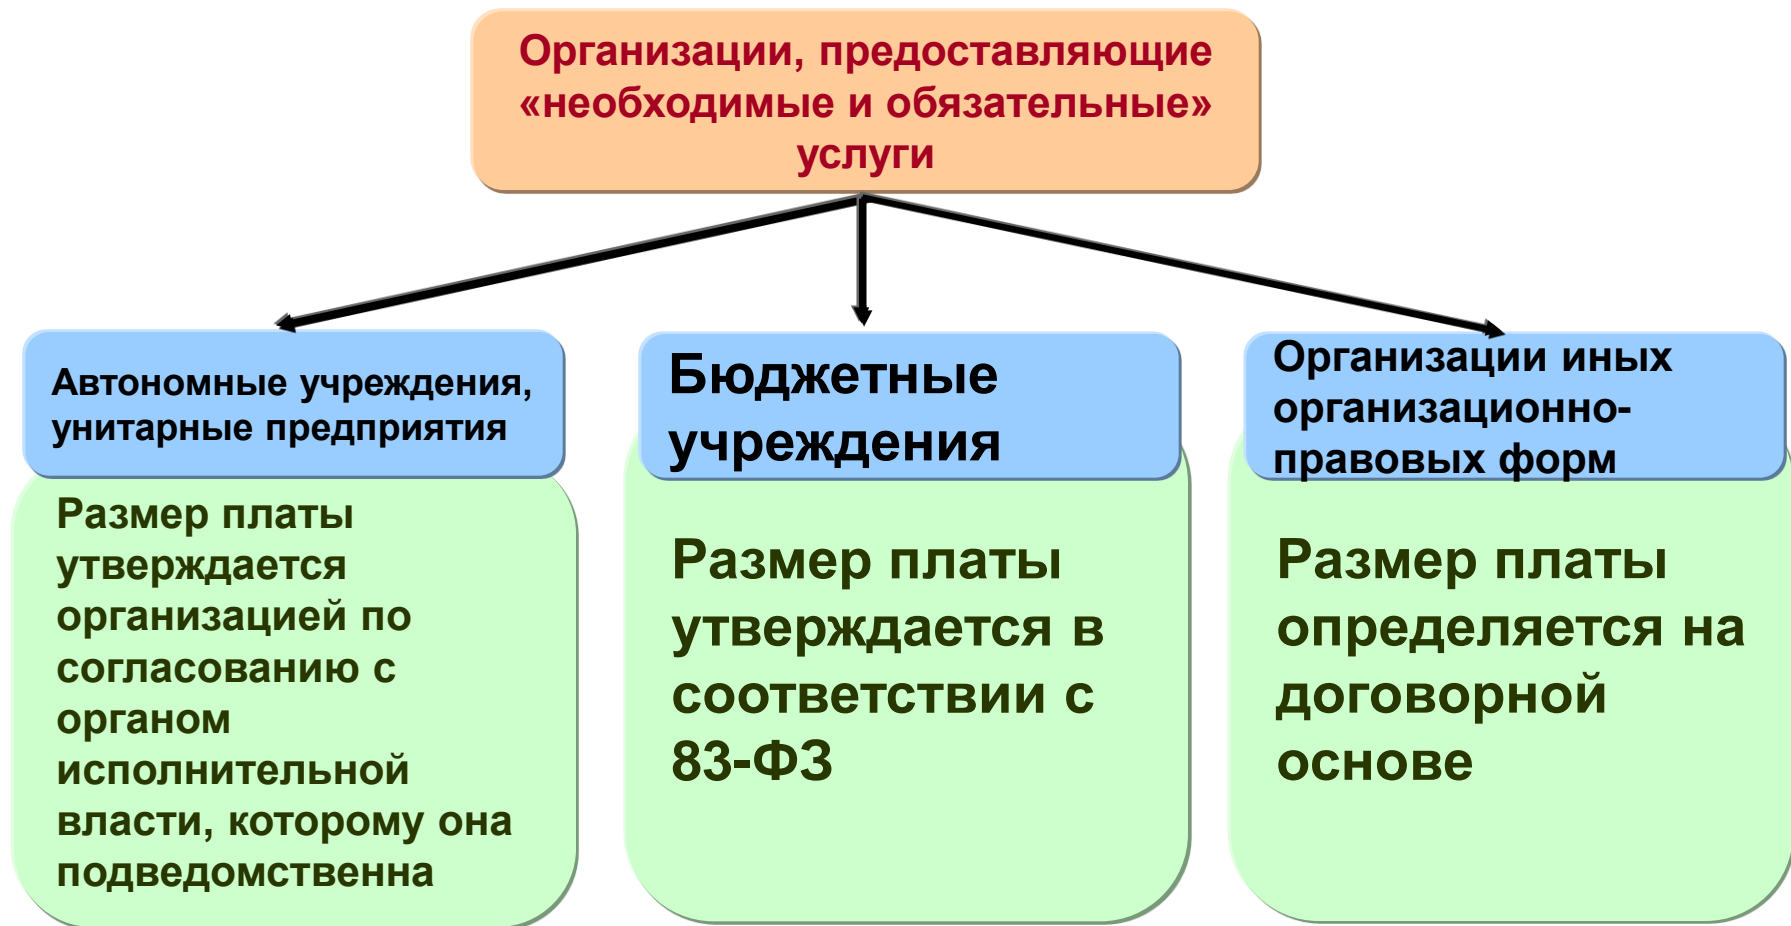 Организации, предоставляющие
«необходимые и обязательные»
услуги
Автономные учреждения,
унитарные предприятия
Размер платы
утверждается
организацией по
согласованию с
органом
исполнительной
власти, которому она
подведомственна
Бюджетные
учреждения
Размер платы
утверждается в
соответствии с
83-ФЗ
Организации иных
организационно-
правовых форм
Размер платы
определяется на
договорной
основе